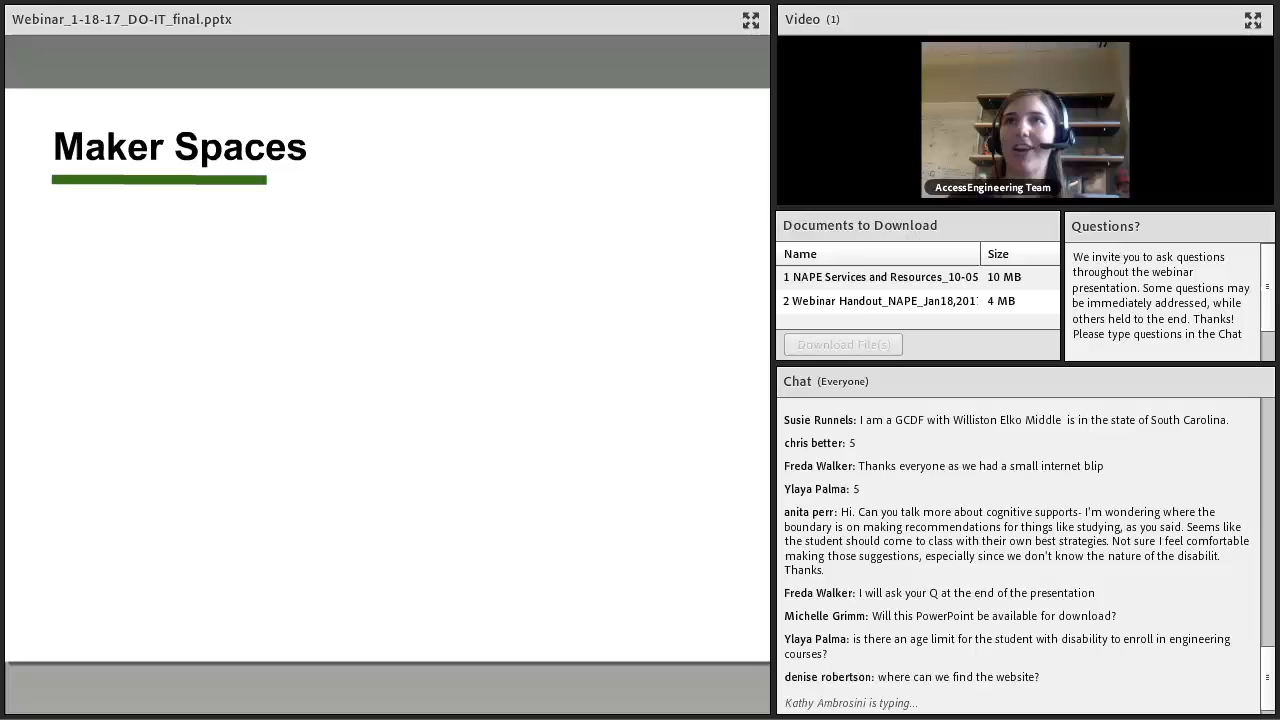 Webinar_1-18-17_DO-IT_final.pptx
Maker Spaces
Video (1)
AccessEngineering Team
Documents to Download
Name Size
1 NAPE Services and Resources_10-05 10 MB
2 Webinar Handout_NAPE_Jan18,201 4 MB
Download File(s)
Questions?
We invite you to ask questions
throughout the webinar
presentation. Some questions may
be immediately addressed, while
others held to the end. Thanks!
Please type questions in the Chat
Chat (Everyone)
Susie Runnels: I am a GCDF with Williston Elko Middle is in the state of South Carolina.
chris better: 5
Freda Walker: Thanks everyone as we had a small internet blip
Ylaya Palma: 5
anita perr: Hi. Can you talk more about cognitive supports- I'm wondering where the
boundary is on making recommendations for things like studying, as you said. Seems like
the student should come to class with their own best strategies. Not sure I feel comfortable
making those suggestions, especially since we don't know the nature of the disabilit.
Thanks.
Freda Walker: I will ask your Q at the end of the presentation
Michelle Grimm: Will this PowerPoint be available for download?
Ylaya Palma: is there an age limit for the student with disability to enroll in engineering
courses?
denise robertson: where can we find the website?
Kathy Ambrosini is typing...